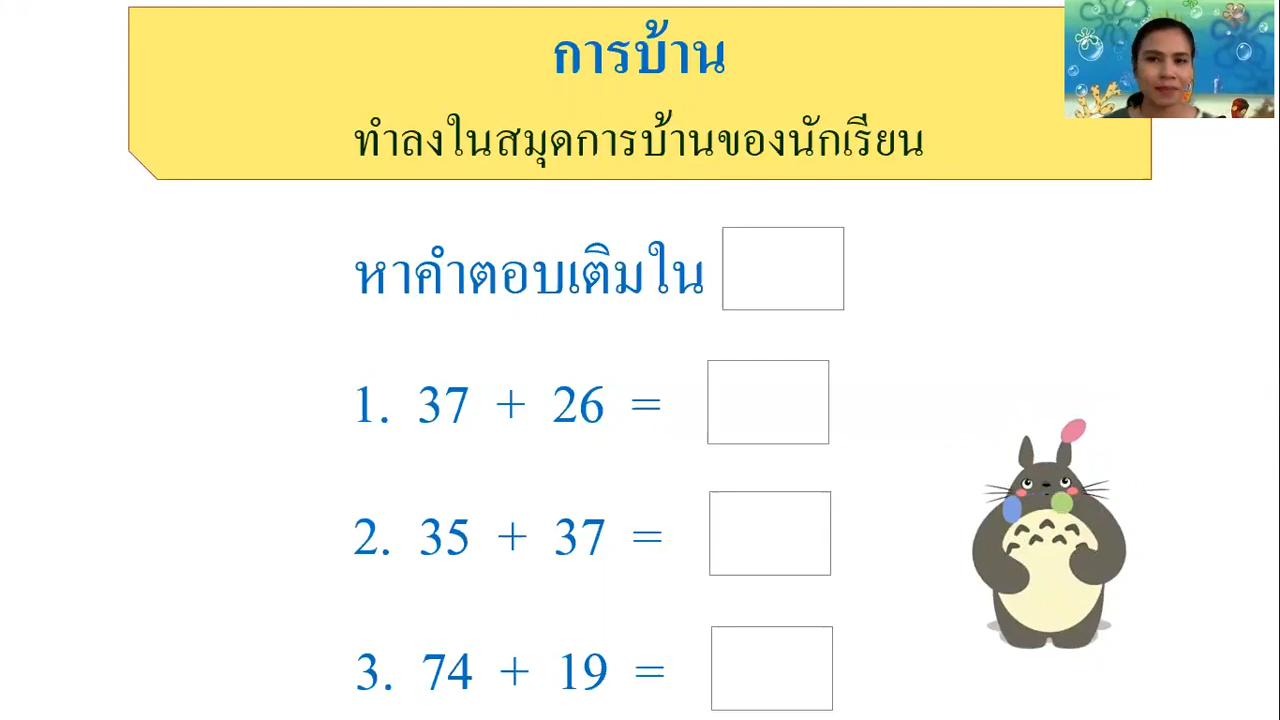 การบ้าน
ทำลงในสมุดการบ้านของนักเรียน
หาคำตอบเติมใน
1. 37 + 26 =
2. 35 + 37 =
3. 74 + 19 =